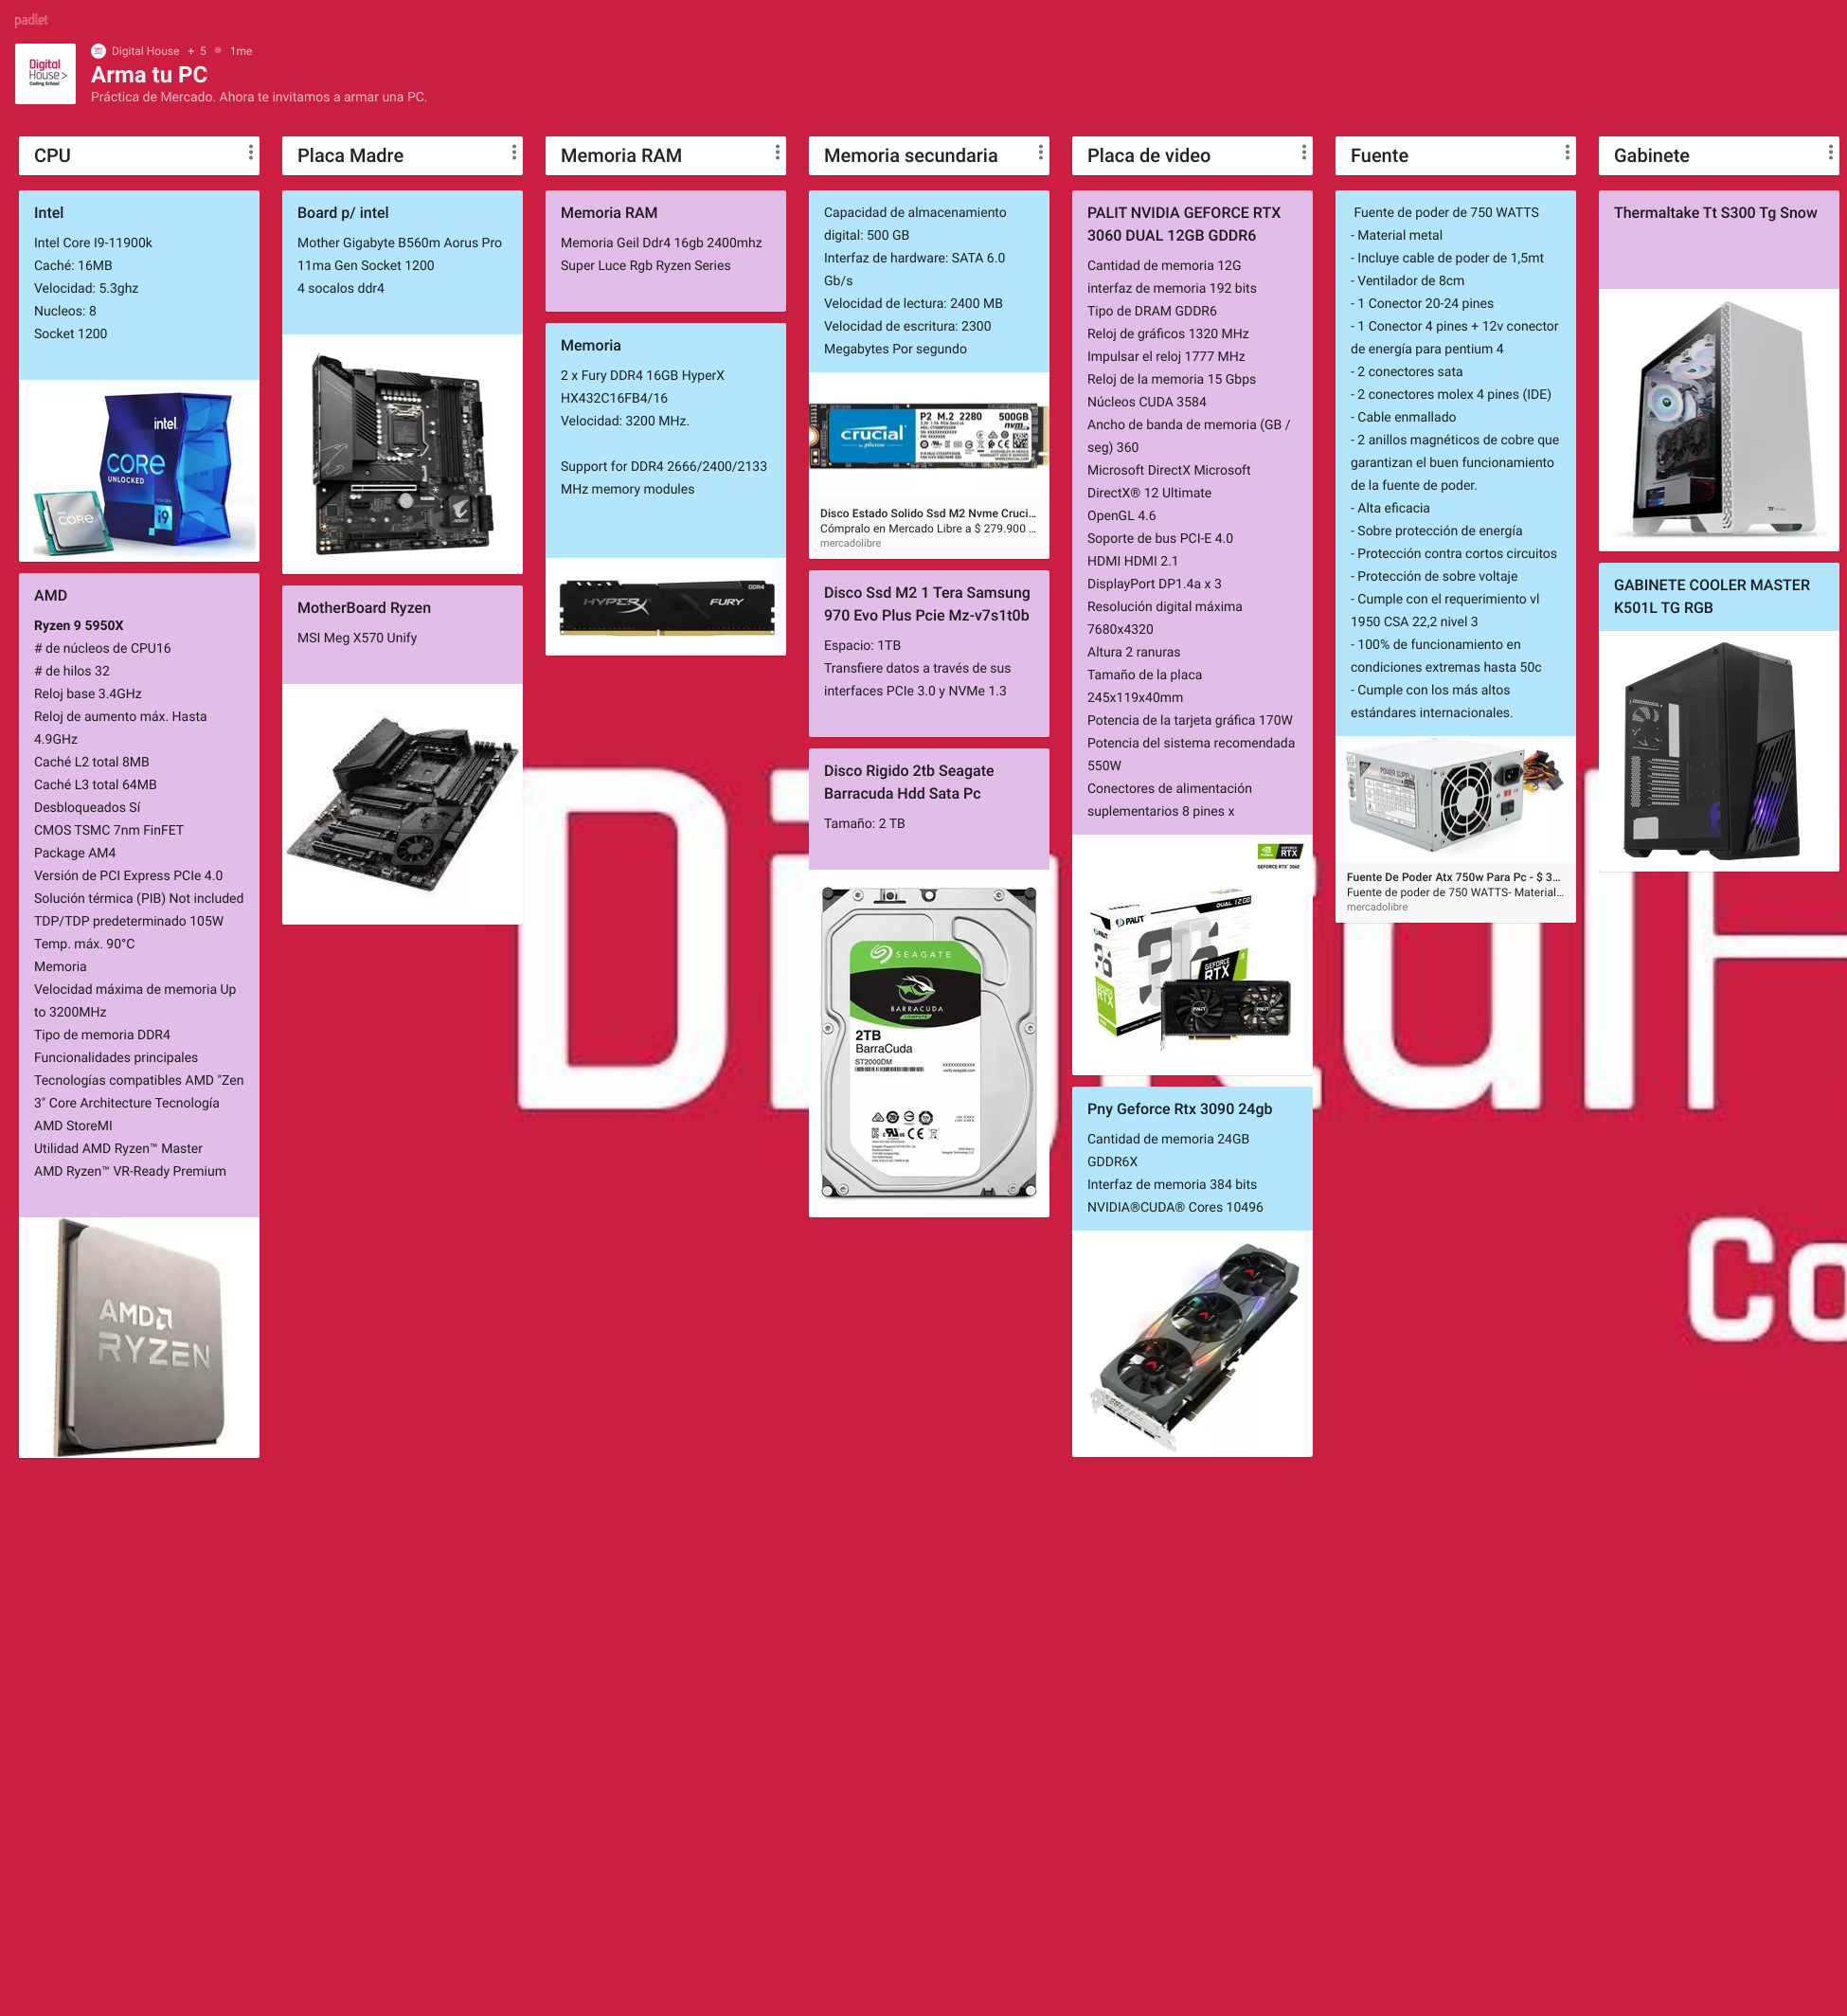 padlet
Digital
House>
Coding School
Digital House + 5 1me
Arma tu PC
Práctica de Mercado. Ahora te invitamos a armar una PC.
CPU
Intel
Intel Core I9-11900k
Caché: 16MB
Velocidad: 5.3ghz
Nucleos: 8
Socket 1200
intel
CORE
UNLOCKED
i9
CORE
AMD
Ryzen 9 5950X
# de núcleos de CPU16
# de hilos 32
Reloj base 3.4GHz
Reloj de aumento máx. Hasta
4.9GHz
Caché L2 total 8MB
Caché L3 total 64MB
Desbloqueados Sí
CMOS TSMC 7nm FinFET
Package AM4
Versión de PCI Express PCIe 4.0
Solución térmica (PIB) Not included
TDP/TDP predeterminado 105W
Temp. máx. 90°C
Memoria
Velocidad máxima de memoria Up
to 3200MHz
Tipo de memoria DDR4
Funcionalidades principales
Tecnologías compatibles AMD "Zen
3" Core Architecture Tecnología
AMD StoreMI
Utilidad AMD Ryzen™ Master
AMD Ryzen™ VR-Ready Premium
AMD
RYZEN
Placa Madre
Board p/ intel
Mother Gigabyte B560m Aorus Pro
11ma Gen Socket 1200
4 socalos ddr4
MotherBoard Ryzen
MSI Meg X570 Unify
Memoria RAM
Memoria RAM
Memoria Geil Ddr4 16gb 2400mhz
Super Luce Rgb Ryzen Series
Memoria
2 x Fury DDR4 16GB HyperX
HX432C16FB4/16
Velocidad: 3200 MHz.
Support for DDR4 2666/2400/2133
MHz memory modules
DDR4
HYPERX FURY
Memoria secundaria
Capacidad de almacenamiento
digital: 500 GB
Interfaz de hardware: SATA 6.0
Gb/s
Velocidad de lectura: 2400 MB
Velocidad de escritura: 2300
Megabytes Por segundo
crucial
by micron
P2 M.2 2280 500GB
nvm
Disco Estado Solido Ssd M2 Nvme Cruci...
Cómpralo en Mercado Libre a $ 279.900 ...
mercadolibre
Disco Ssd M2 1 Tera Samsung
970 Evo Plus Pcie Mz-v7s1t0b
Espacio: 1TB
Transfiere datos a través de sus
interfaces PCIe 3.0 y NVMe 1.3
Disco Rigido 2tb Seagate
Barracuda Hdd Sata Pc
Tamaño: 2 TB
SEAGATE
BARRACUDA
2TB
BarraCuda
ST2000DM
Placa de video
PALIT NVIDIA GEFORCE RTX
3060 DUAL 12GB GDDR6
Cantidad de memoria 12G
interfaz de memoria 192 bits
Tipo de DRAM GDDR6
Reloj de gráficos 1320 MHz
Impulsar el reloj 1777 MHz
Reloj de la memoria 15 Gbps
Núcleos CUDA 3584
Ancho de banda de memoria (GB /
seg) 360
Microsoft DirectX Microsoft
DirectX® 12 Ultimate
OpenGL 4.6
Soporte de bus PCI-E 4.0
HDMI HDMI 2.1
DisplayPort DP1.4a x 3
Resolución digital máxima
7680x4320
Altura 2 ranuras
Tamaño de la placa
245x119x40mm
Potencia de la tarjeta gráfica 170W
Potencia del sistema recomendada
550W
Conectores de alimentación
suplementarios 8 pines x
GEFORCE
RTX
GEFORCE RTX 3060
DUAL 12GB
PALIT
GEFORCE
RTX
PALIT
Pny Geforce Rtx 3090 24gb
Cantidad de memoria 24GB
GDDR6X
Interfaz de memoria 384 bits
NVIDIA®CUDA® Cores 10496
Fuente
Fuente de poder de 750 WATTS
- Material metal
- Incluye cable de poder de 1,5mt
- Ventilador de 8cm
- 1 Conector 20-24 pines
- 1 Conector 4 pines + 12v conector
de energía para pentium 4
- 2 conectores sata
- 2 conectores molex 4 pines (IDE)
- Cable enmallado
- 2 anillos magnéticos de cobre que
garantizan el buen funcionamiento
de la fuente de poder.
- Alta eficacia
- Sobre protección de energía
- Protección contra cortos circuitos
- Protección de sobre voltaje
- Cumple con el requerimiento vl
1950 CSA 22,2 nivel 3
- 100% de funcionamiento en
condiciones extremas hasta 50c
- Cumple con los más altos
estándares internacionales.
POWER SUPPLY
Fuente De Poder Atx 750w Para Pc - $ 3...
Fuente de poder de 750 WATTS- Material...
mercadolibre
Gabinete
Thermaltake Tt S300 Tg Snow
GABINETE COOLER MASTER
K501L TG RGB
Co